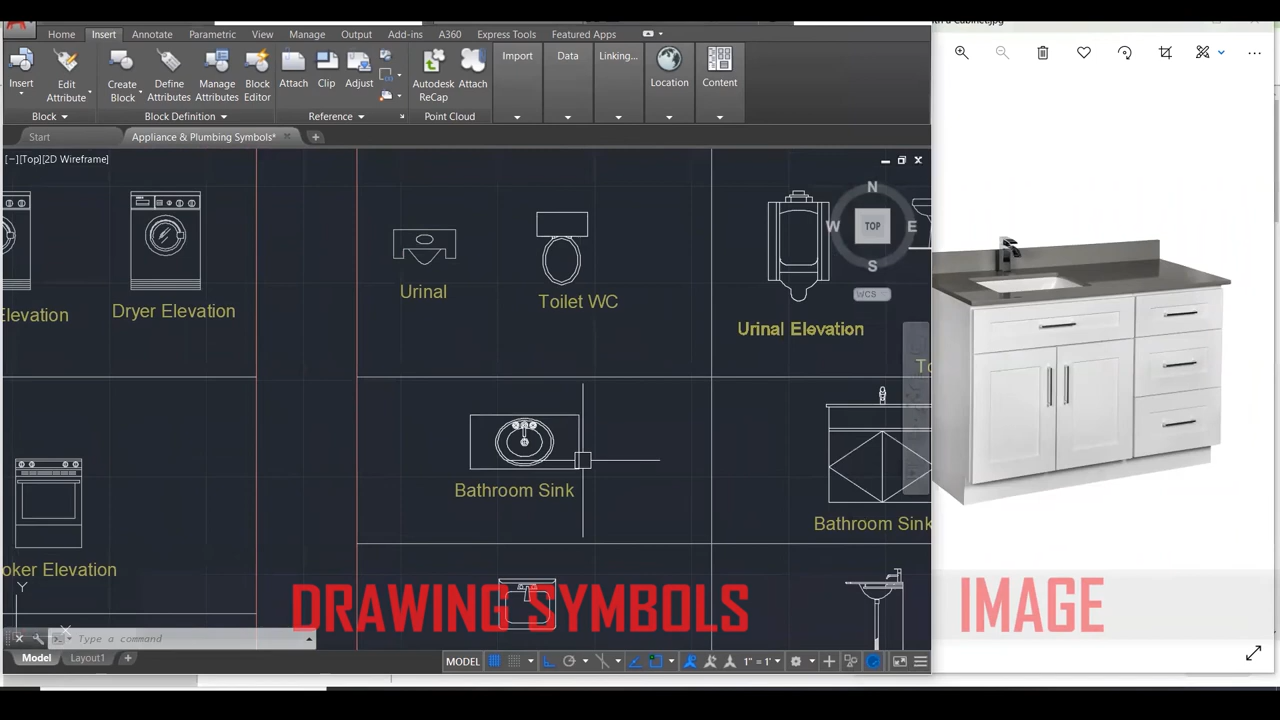 Home Insert Annotate Parametric View Manage Output Add-ins A360 Express Tools Featured Apps
Insert Edit Attribute Create Block Define Attributes Manage Attributes Block Editor Attach Clip Adjust Autodesk ReCap Attach Import Data Linking... Location Content
Block Block Definition Reference Point Cloud
Start Appliance & Plumbing Symbols*
[−][Top][2D Wireframe]
N
W TOP E
S
WCS
Urinal
Toilet WC
Dryer Elevation
Urinal Elevation
Bathroom Sink
Bathroom Sink
Y
DRAWING SYMBOLS
IMAGE
Type a command
Model Layout1
MODEL 1" = 1'